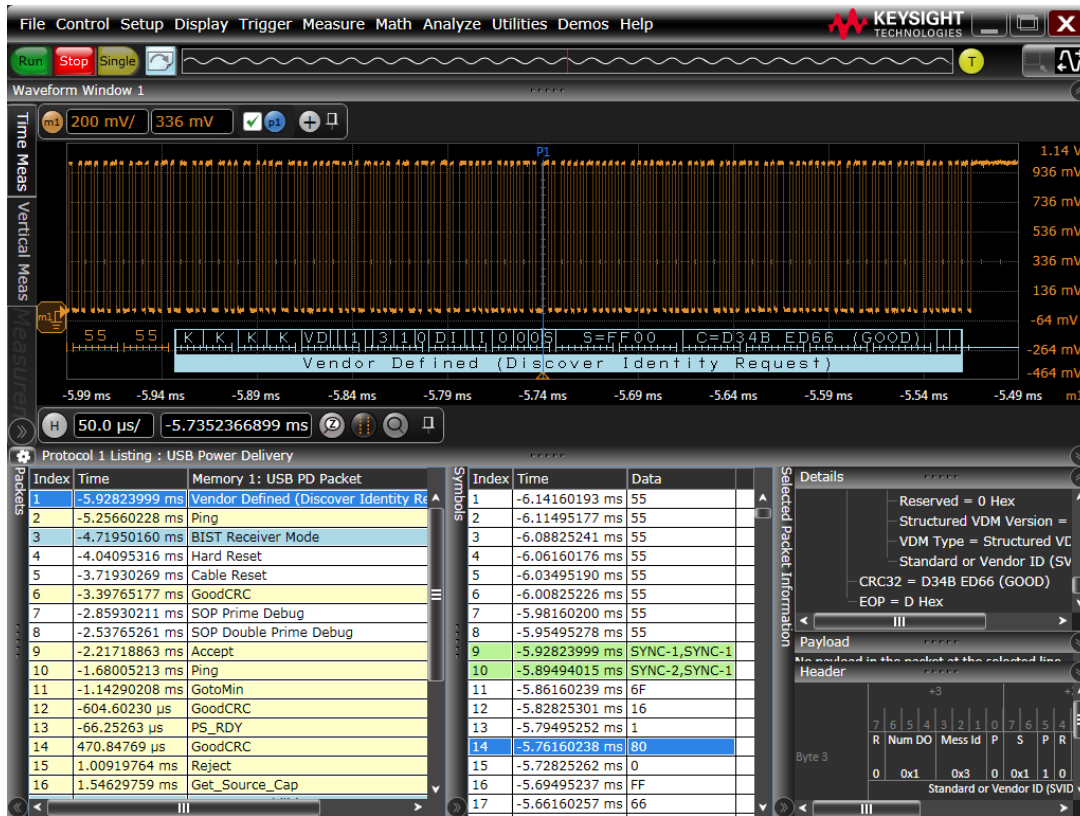 File Control Setup Display Trigger Measure Math Analyze Utilities Demos Help
KEYSIGHT
TECHNOLOGIES
Run Stop Single T
Waveform Window 1
Time Meas
Vertical Meas
m1 200 mV/ 336 mV p1
P1
1.14 V
936 mV
736 mV
536 mV
336 mV
136 mV
-64 mV
-264 mV
-464 mV
m1
55 55 K K K K VD 1 3 1 0 DI I 0 00S S=FF00 C=D34B ED66 (GOOD)
Vendor Defined (Discover Identity Request)
-5.99 ms -5.94 ms -5.89 ms -5.84 ms -5.79 ms -5.74 ms -5.69 ms -5.64 ms -5.59 ms -5.54 ms -5.49 ms m1
H 50.0 µs/ -5.7352366899 ms Z
Protocol 1 Listing : USB Power Delivery
Packets
Index Time Memory 1: USB PD Packet
1 -5.92823999 ms Vendor Defined (Discover Identity Re
2 -5.25660228 ms Ping
3 -4.71950160 ms BIST Receiver Mode
4 -4.04095316 ms Hard Reset
5 -3.71930269 ms Cable Reset
6 -3.39765177 ms GoodCRC
7 -2.85930211 ms SOP Prime Debug
8 -2.53765261 ms SOP Double Prime Debug
9 -2.21718863 ms Accept
10 -1.68005213 ms Ping
11 -1.14290208 ms GotoMin
12 -604.60230 µs GoodCRC
13 -66.25263 µs PS_RDY
14 470.84769 µs GoodCRC
15 1.00919764 ms Reject
16 1.54629759 ms Get_Source_Cap
Symbols
Index Time Data
1 -6.14160193 ms 55
2 -6.11495177 ms 55
3 -6.08825241 ms 55
4 -6.06160176 ms 55
5 -6.03495190 ms 55
6 -6.00825226 ms 55
7 -5.98160200 ms 55
8 -5.95495278 ms 55
9 -5.92823999 ms SYNC-1,SYNC-1
10 -5.89494015 ms SYNC-2,SYNC-1
11 -5.86160239 ms 6F
12 -5.82825301 ms 16
13 -5.79495252 ms 1
14 -5.76160238 ms 80
15 -5.72825262 ms 0
16 -5.69495237 ms FF
17 -5.66160257 ms 66
Selected Packet Information
Details
Reserved = 0 Hex
Structured VDM Version =
VDM Type = Structured VD
Standard or Vendor ID (SV
CRC32 = D34B ED66 (GOOD)
EOP = D Hex
Payload
No payload in the packet at the selected line
Header
+3
7 6 5 4 3 2 1 0 7 6 5 4
R Num DO Mess Id P S P R
Byte 3
0 0x1 0x3 0 0x1 1 0
Standard or Vendor ID (SVID